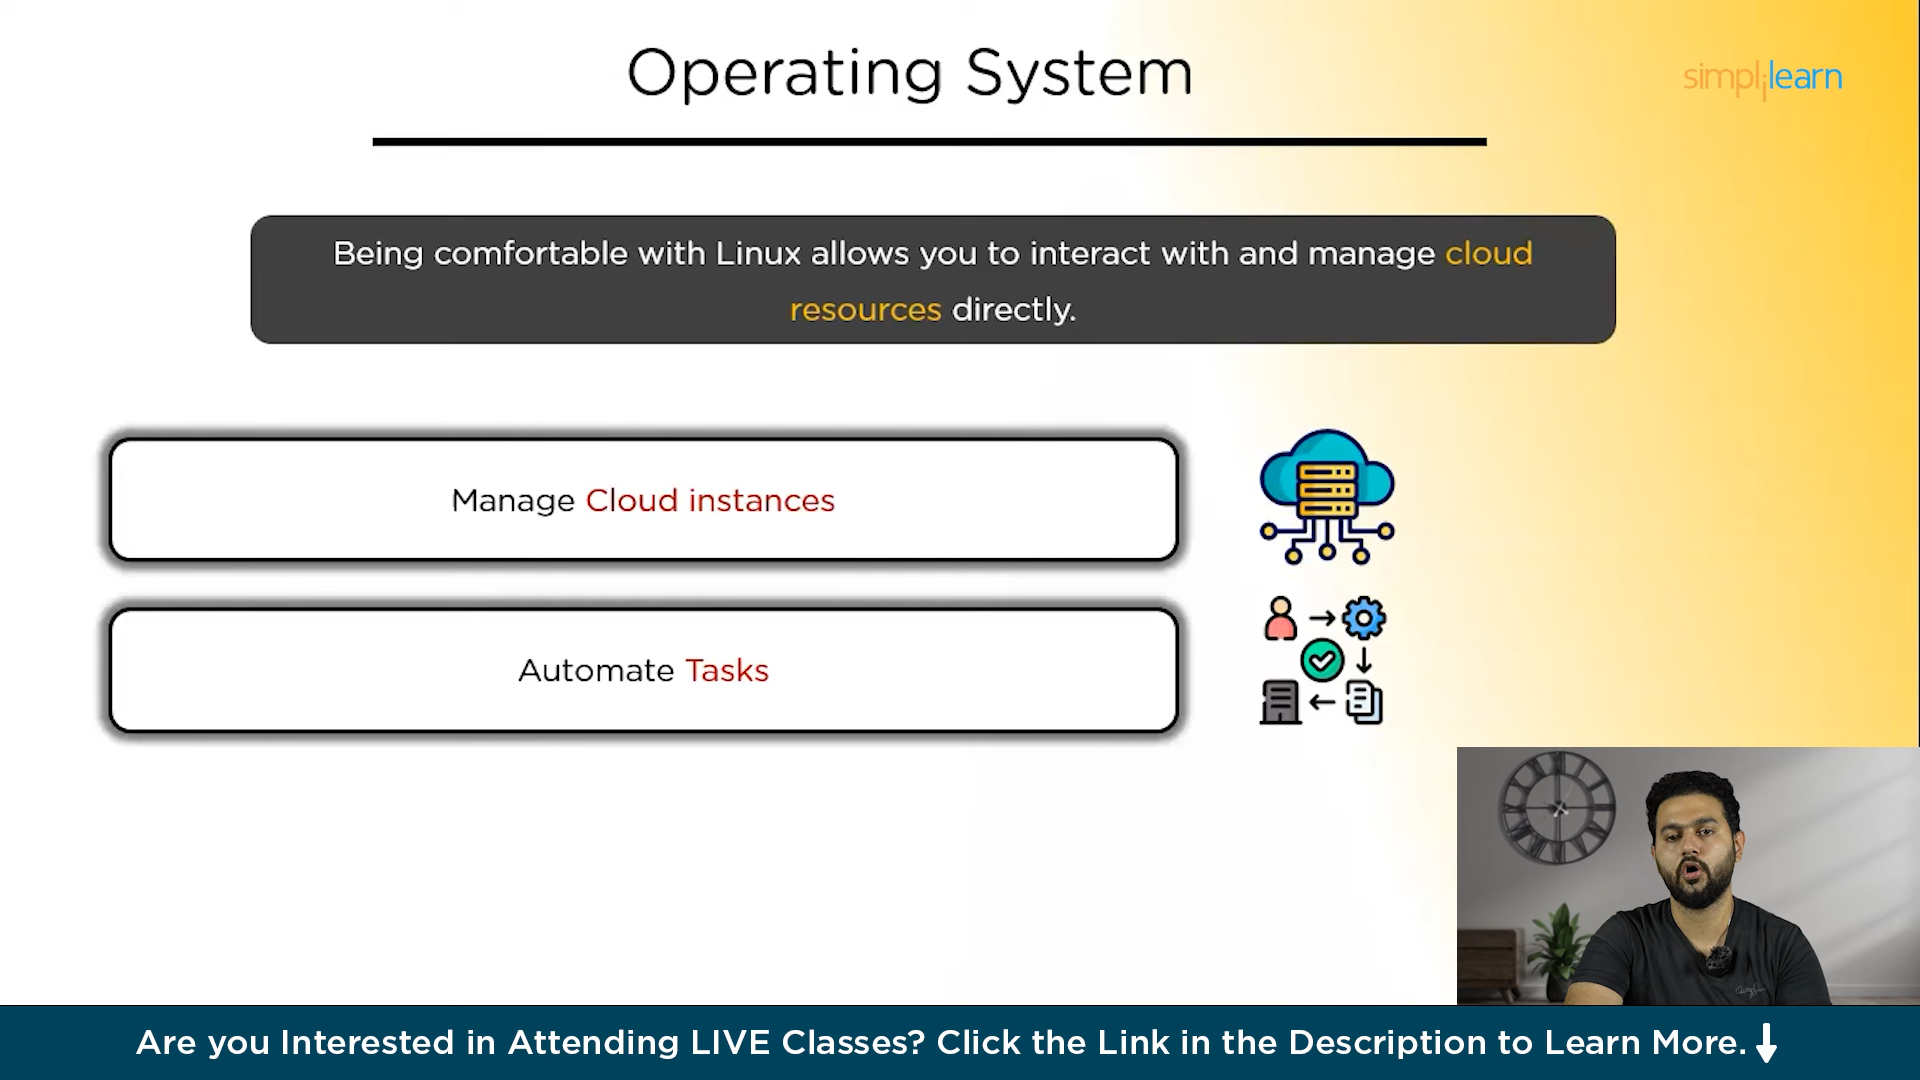 Operating System
simplilearn
Being comfortable with Linux allows you to interact with and manage cloud
resources directly.
Manage Cloud instances
Automate Tasks
Are you Interested in Attending LIVE Classes? Click the Link in the Description to Learn More.